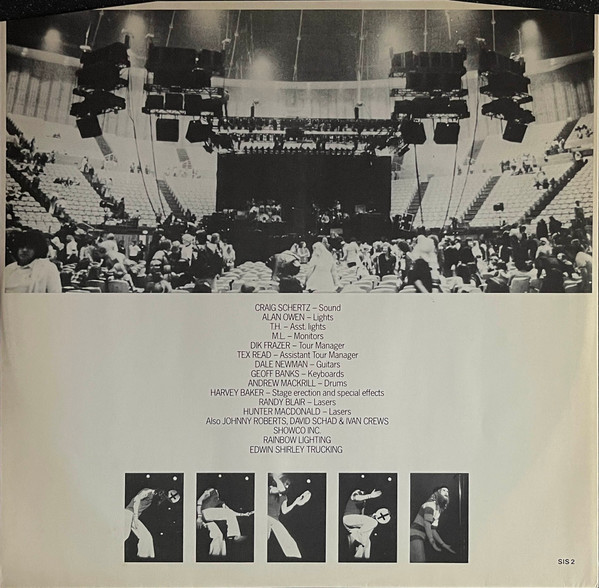 CRAIG SCHERTZ – Sound
ALAN OWEN – Lights
T.H. – Asst. lights
M.L. – Monitors
DIK FRAZER – Tour Manager
TEX READ – Assistant Tour Manager
DALE NEWMAN – Guitars
GEOFF BANKS – Keyboards
ANDREW MACKRILL – Drums
HARVEY BAKER – Stage erection and special effects
RANDY BLAIR – Lasers
HUNTER MACDONALD – Lasers
Also JOHNNY ROBERTS, DAVID SCHAD & IVAN CREWS
SHOWCO INC.
RAINBOW LIGHTING
EDWIN SHIRLEY TRUCKING
SIS 2